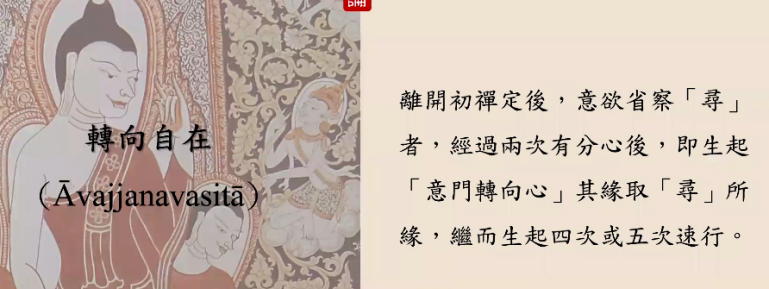 轉向自在
（Āvajjanavasitā）
離開初禪定後，意欲省察「尋」
者，經過兩次有分心後，即生起
「意門轉向心」其緣取「尋」所
緣，繼而生起四次或五次速行。